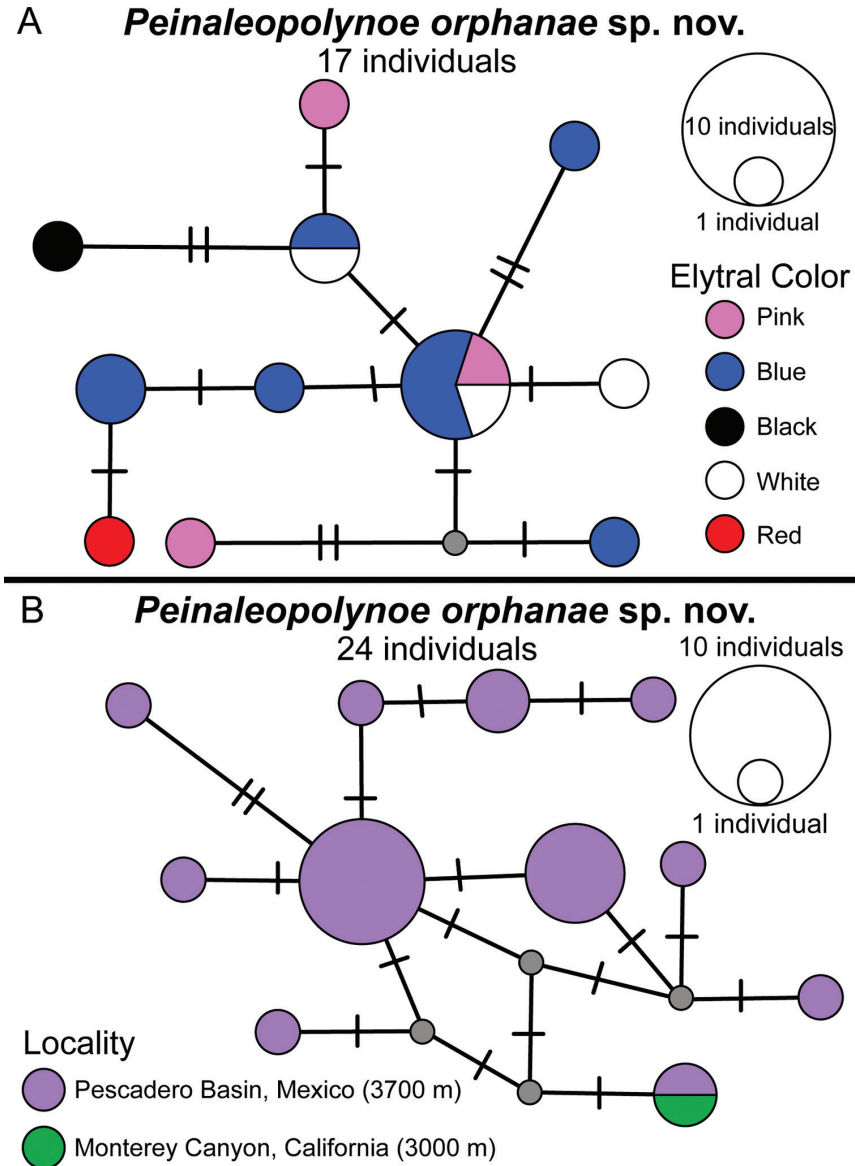 A
Peinaleopolynoe orphanae sp. nov.
17 individuals
10 individuals
1 individual
Elytral Color
Pink
Blue
Black
White
Red
B
Peinaleopolynoe orphanae sp. nov.
24 individuals
10 individuals
1 individual
Locality
Pescadero Basin, Mexico (3700 m)
Monterey Canyon, California (3000 m)